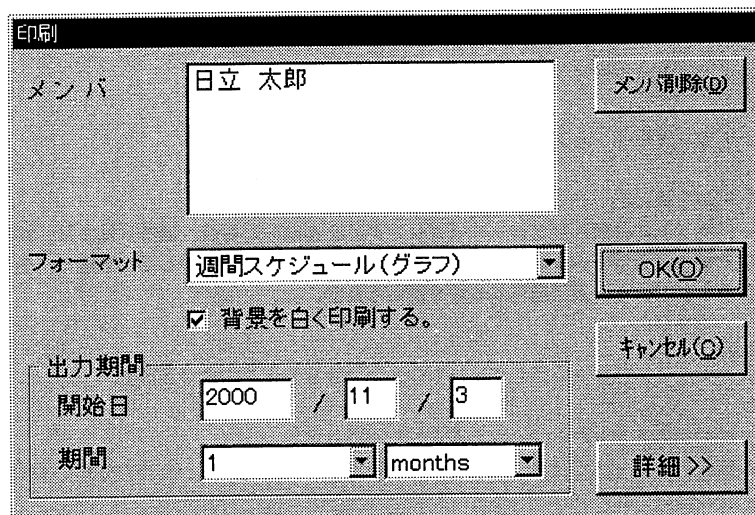 印刷
メンバ
日立 太郎
メンバ削除(D)
フォーマット
週間スケジュール(グラフ)
OK(O)
背景を白く印刷する。
キャンセル(C)
出力期間
開始日
2000 / 11 / 3
期間
1
months
詳細 >>